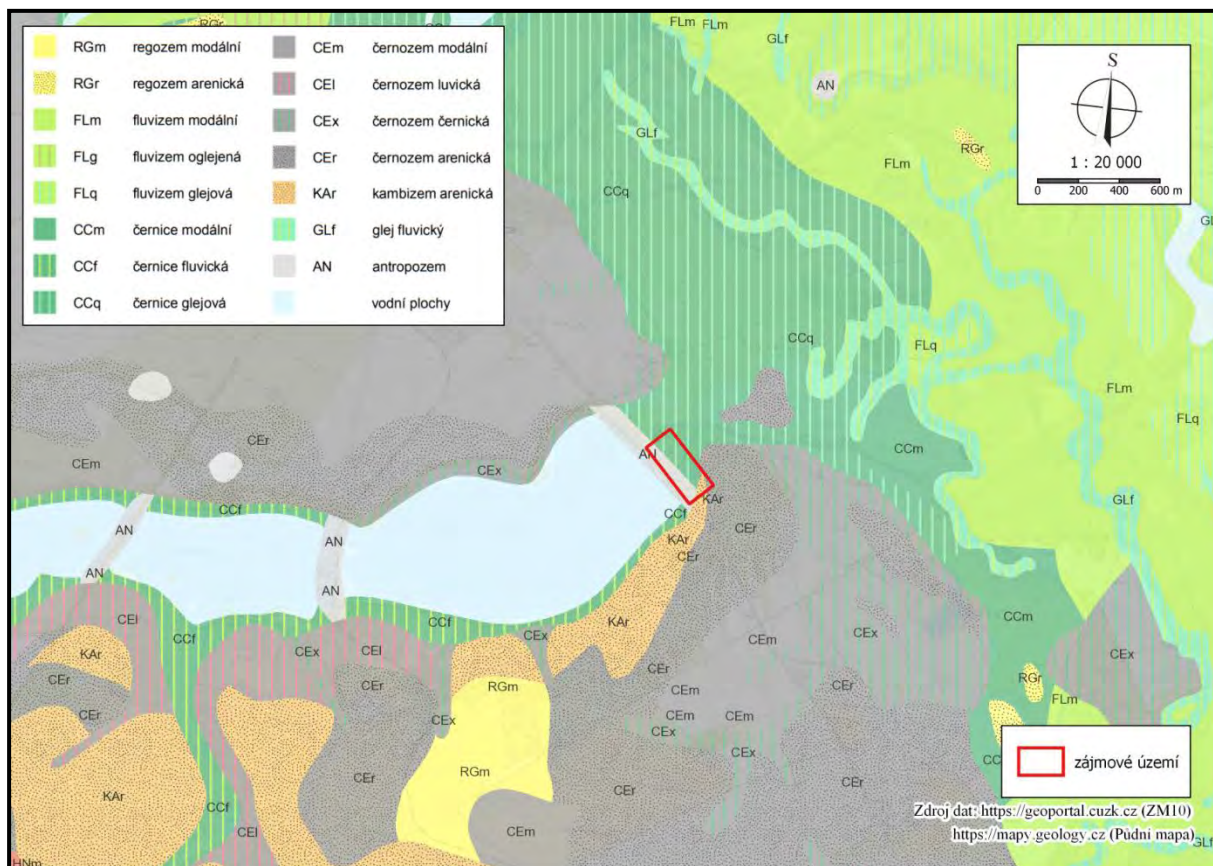 RGm regozem modální
RGr regozem arenická
FLm fluvizem modální
FLg fluvizem oglejená
FLq fluvizem glejová
CCm černice modální
CCf černice fluvická
CCq černice glejová
CEm černozem modální
CEl černozem luvická
CEx černozem černická
CEr černozem arenická
KAr kambizem arenická
GLf glej fluvický
AN antropozem
vodní plochy
RGr
FLm
FLm
GLf
AN
S
1 : 20 000
0 200 400 600 m
GLf
FLm
RGr
CCq
GLf
CCq
FLq
FLm
FLq
CEr
CEm
CEx
AN
CCm
KAr
GLf
CCf
CCf
AN
AN
KAr
CEr
CEr
AN
AN
CEl
CCf
CCf
KAr
CEm
CEx
CCm
CEx
KAr
CEx
CEl
CEx
CEr
CEr
RGm
CEr
CEm
CEr
RGr
FLm
CEr
CEx
CEm
CEm
CEx
CEx
RGm
KAr
CEr
CEr
CEr
CCf
CEl
CEm
HNm
zájmové území
Zdroj dat: https://geoportal.cuzk.cz (ZM10)
https://mapy.geology.cz (Půdní mapa)